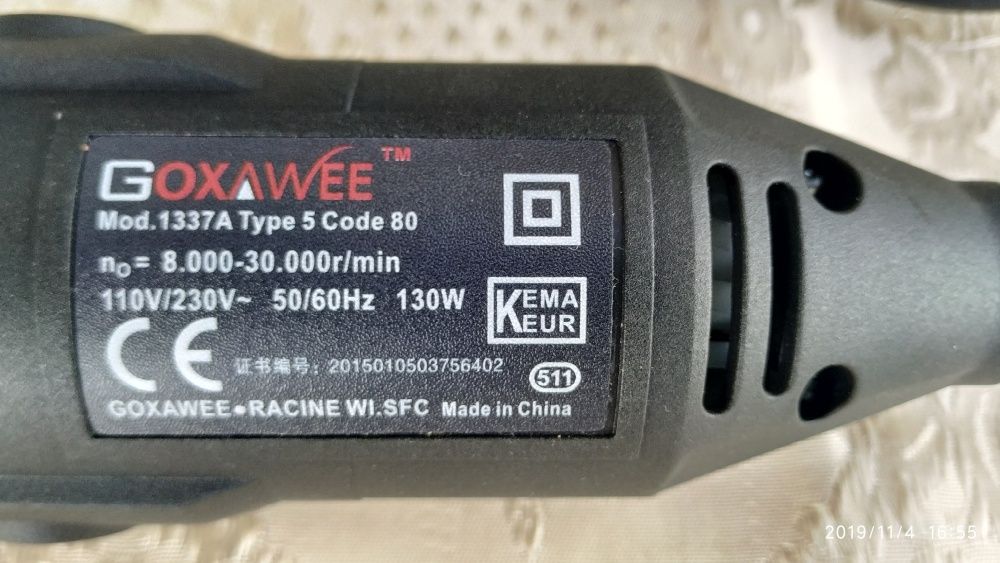 GOXAWEE™
Mod.1337A Type 5 Code 80
n₀= 8.000-30.000r/min
110V/230V~ 50/60Hz 130W
KEMA
KEUR
CE 证书编号: 2015010503756402
511
GOXAWEE●RACINE WI.SFC Made in China
2019/11/4 16:55